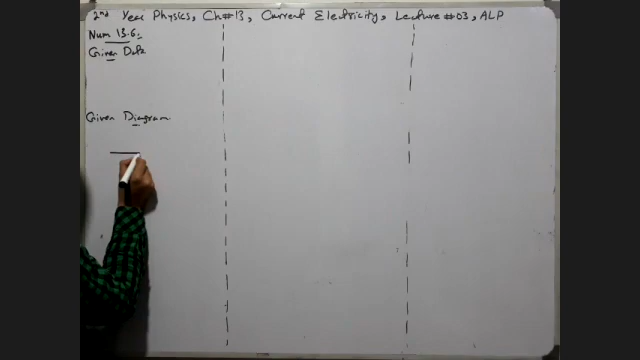 2nd Year Physics, Ch#13, Current Electricity, Lecture #03, ALP
Num 13.6:
Given Data
Given Diagram